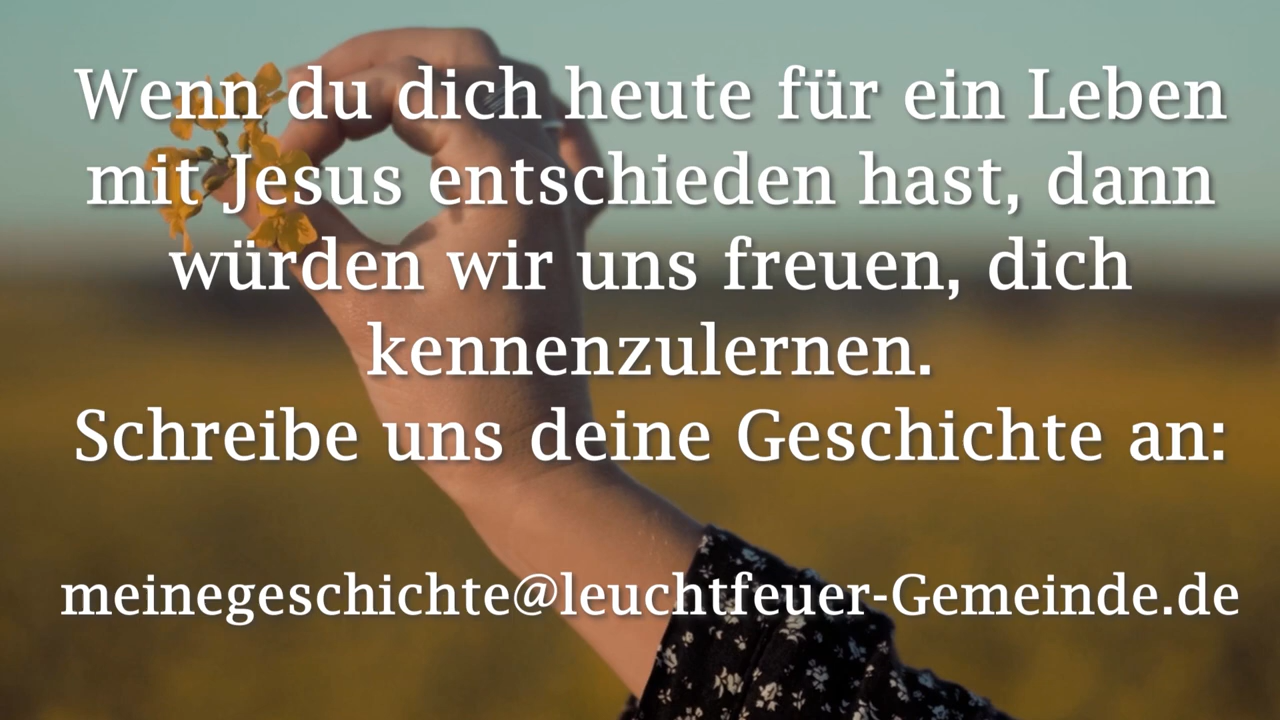 Wenn du dich heute für ein Leben
mit Jesus entschieden hast, dann
würden wir uns freuen, dich
kennenzulernen.
Schreibe uns deine Geschichte an:
meinegeschichte@leuchtfeuer-Gemeinde.de